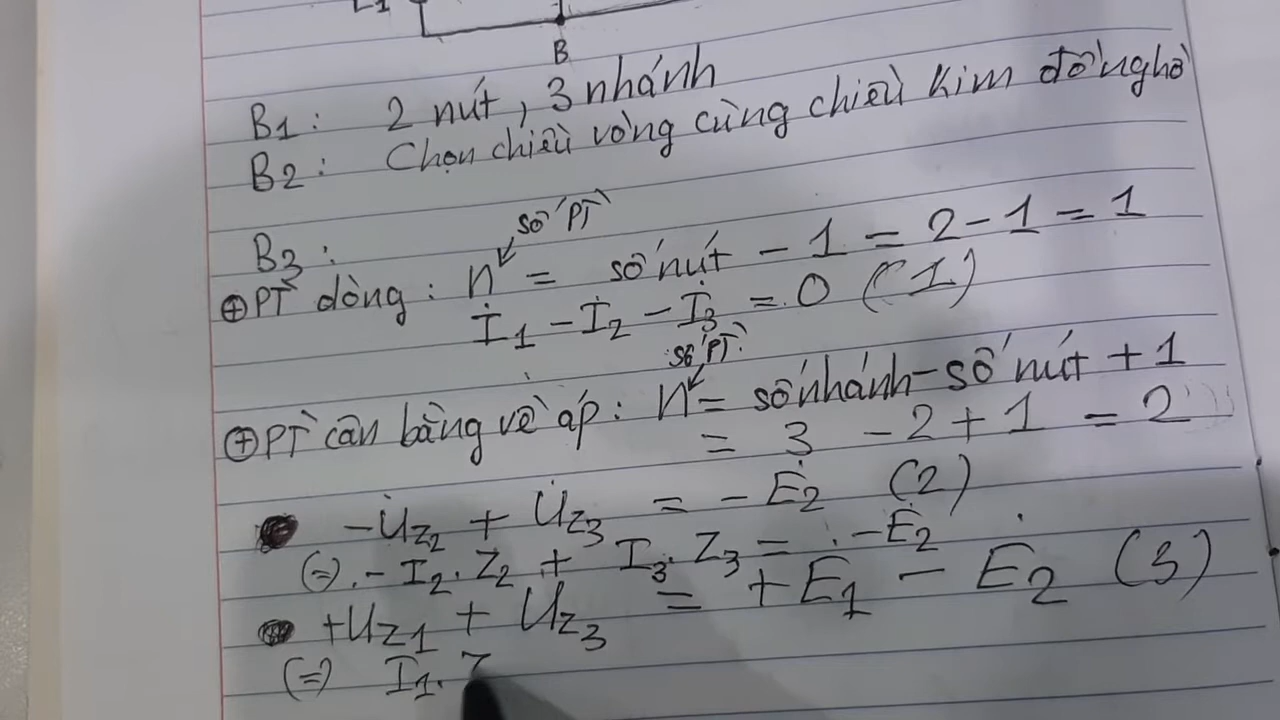 B
B1: 2 nút, 3 nhánh
B2: Chọn chiều vòng cùng chiều kim đồng hồ
B3:
số PT
⊕PT dòng: n = số nút - 1 = 2 - 1 = 1
İ1 - İ2 - İ3 = 0 (1)
số PT
⊕PT cân bằng về áp: n = số nhánh - số nút + 1
= 3 - 2 + 1 = 2
-U̇Z2 + U̇Z3 = -Ė2 (2)
(=) - İ2.Z2 + İ3.Z3 = -Ė2
+UZ1 + U̇Z3 = +Ė1 - Ė2 (3)
(=) I1.